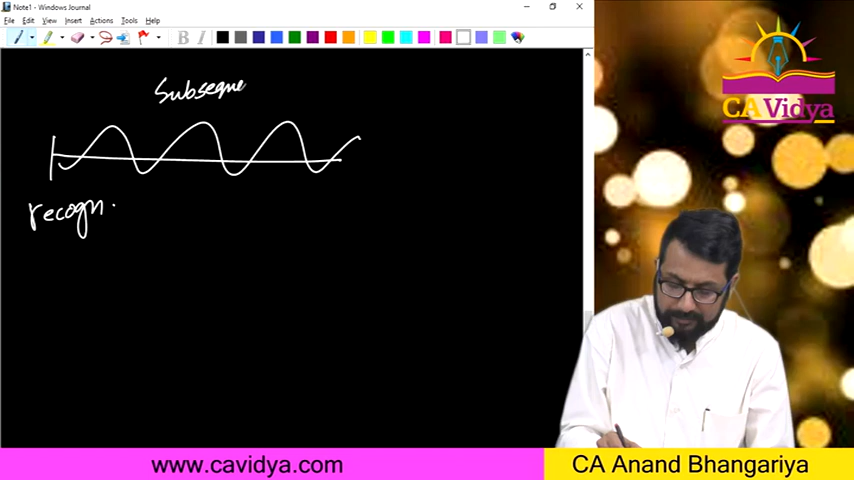 Note1 - Windows Journal
File Edit View Insert Actions Tools Help
B I
Subseque
recogn
CA Vidya
www.cavidya.com
CA Anand Bhangariya